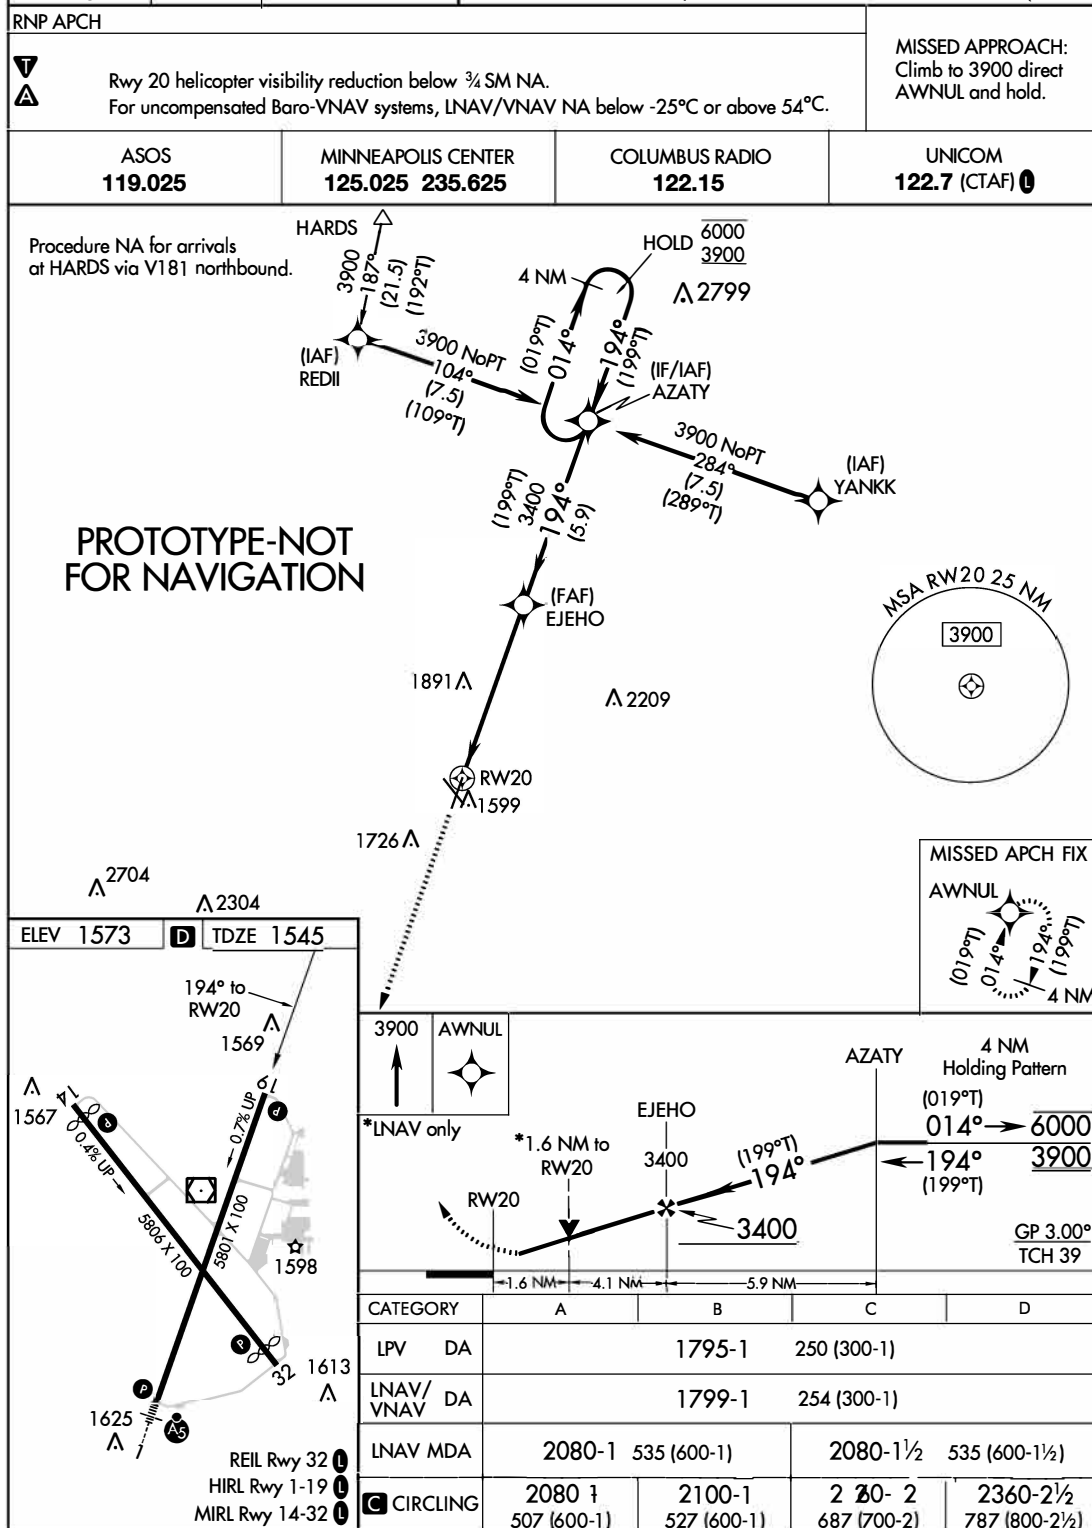 RNP APCH
T
A
Rwy 20 helicopter visibility reduction below ¾ SM NA.
For uncompensated Baro-VNAV systems, LNAV/VNAV NA below -25°C or above 54°C.
MISSED APPROACH:
Climb to 3900 direct
AWNUL and hold.
ASOS
119.025
MINNEAPOLIS CENTER
125.025 235.625
COLUMBUS RADIO
122.15
UNICOM
122.7 (CTAF) L
Procedure NA for arrivals
at HARDS via V181 northbound.
HARDS
3900
187°
(21.5)
(192°T)
HOLD
6000
3900
4 NM
2799
(019°T)
014°
194°
(199°T)
(IAF)
REDII
3900 NoPT
104°
(7.5)
(109°T)
(IF/IAF)
AZATY
3900 NoPT
284°
(7.5)
(289°T)
(IAF)
YANKK
(199°T)
3400
194°
(5.9)
PROTOTYPE-NOT
FOR NAVIGATION
(FAF)
EJEHO
MSA RW20 25 NM
3900
1891
2209
RW20
1599
1726
2704
2304
MISSED APCH FIX
AWNUL
(019°T)
014°
194°
(199°T)
4 NM
ELEV 1573
D
TDZE 1545
194° to
RW20
1569
1567
14
19
0.4% UP
0.7% UP
P
P
5806 X 100
5801 X 100
1598
P
32
1613
P
1625
A5
1
REIL Rwy 32 L
HIRL Rwy 1-19 L
MIRL Rwy 14-32 L
3900
AWNUL
*LNAV only
*1.6 NM to
RW20
RW20
EJEHO
3400
(199°T)
194°
3400
AZATY
4 NM
Holding Pattern
(019°T)
014°
6000
194°
3900
(199°T)
GP 3.00°
TCH 39
1.6 NM
4.1 NM
5.9 NM
CATEGORY A B C D
LPV DA 1795-1 250 (300-1)
LNAV/
VNAV DA 1799-1 254 (300-1)
LNAV MDA 2080-1 535 (600-1) 2080-1½ 535 (600-1½)
C CIRCLING
2080 1
507 (600-1)
2100-1
527 (600-1)
687 (700-2)
2360-2½
787 (800-2½)